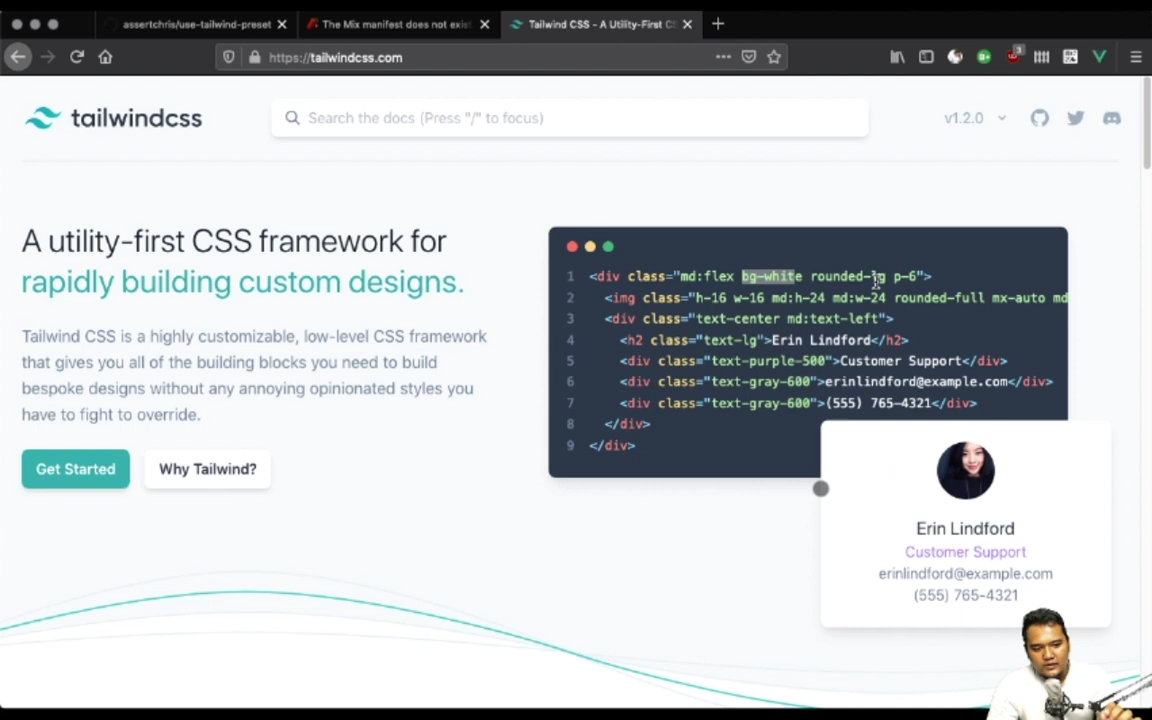 assertchris/use-tailwind-preset
The Mix manifest does not exis
Tailwind CSS - A Utility-First CS
https://tailwindcss.com
3
tailwindcss
Search the docs (Press "/" to focus)
v1.2.0
A utility-first CSS framework for
rapidly building custom designs.
Tailwind CSS is a highly customizable, low-level CSS framework
that gives you all of the building blocks you need to build
bespoke designs without any annoying opinionated styles you
have to fight to override.
Get Started
Why Tailwind?
1 <div class="md:flex bg-white rounded-lg p-6">
2 <img class="h-16 w-16 md:h-24 md:w-24 rounded-full mx-auto md
3 <div class="text-center md:text-left">
4 <h2 class="text-lg">Erin Lindford</h2>
5 <div class="text-purple-500">Customer Support</div>
6 <div class="text-gray-600">erinlindford@example.com</div>
7 <div class="text-gray-600">(555) 765-4321</div>
8 </div>
9 </div>
Erin Lindford
Customer Support
erinlindford@example.com
(555) 765-4321